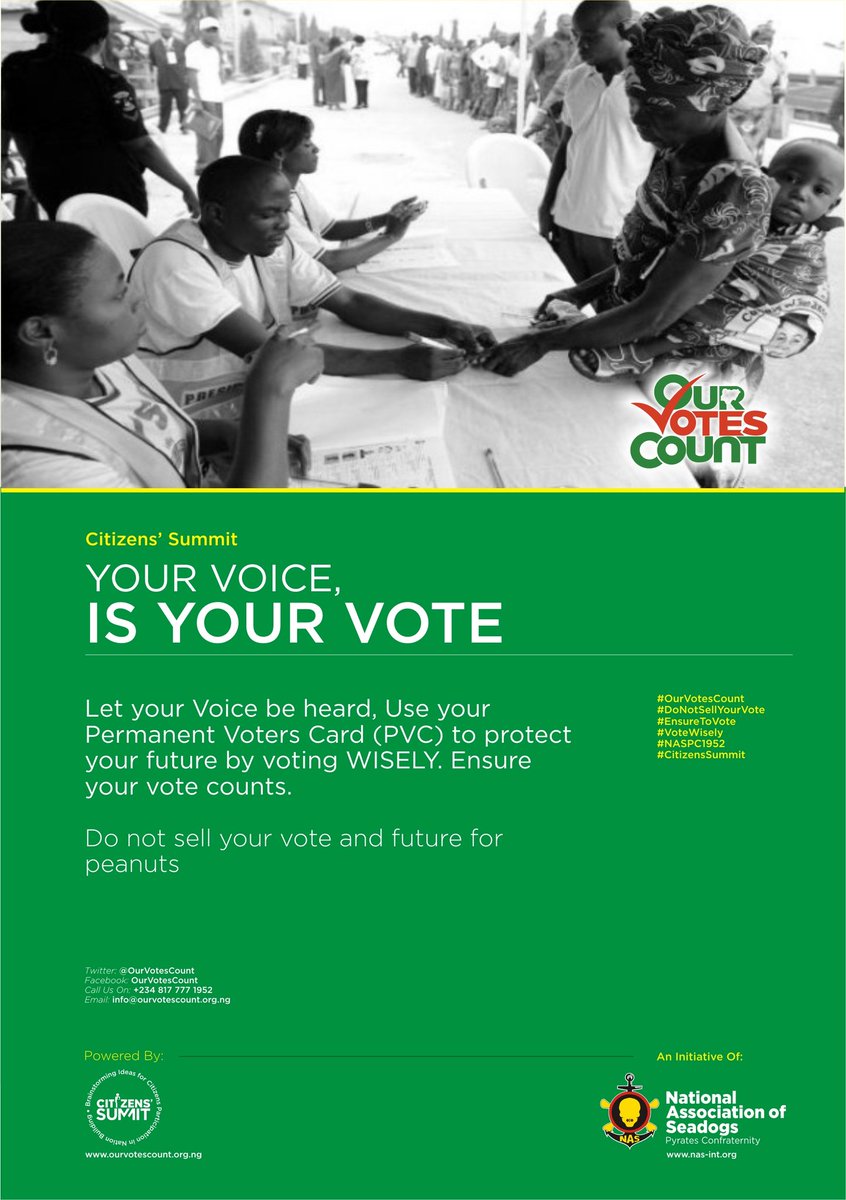 PRESI
OUR
VOTES
COUNT
Citizens' Summit
YOUR VOICE,
IS YOUR VOTE
Let your Voice be heard, Use your
Permanent Voters Card (PVC) to protect
your future by voting WISELY. Ensure
your vote counts.
Do not sell your vote and future for
peanuts
#OurVotesCount
#DoNotSellYourVote
#EnsureToVote
#VoteWisely
#NASPC1952
#CitizensSummit
Twitter: @OurVotesCount
Facebook: OurVotesCount
Call Us On: +234 817 777 1952
Email: info@ourvotescount.org.ng
Powered By:
Brainstorming Ideas for Citizens Participation in Nation Building
CITIZENS'
SUMMIT
www.ourvotescount.org.ng
An Initiative Of:
NAS
National
Association of
Seadogs
Pyrates Confraternity
www.nas-int.org